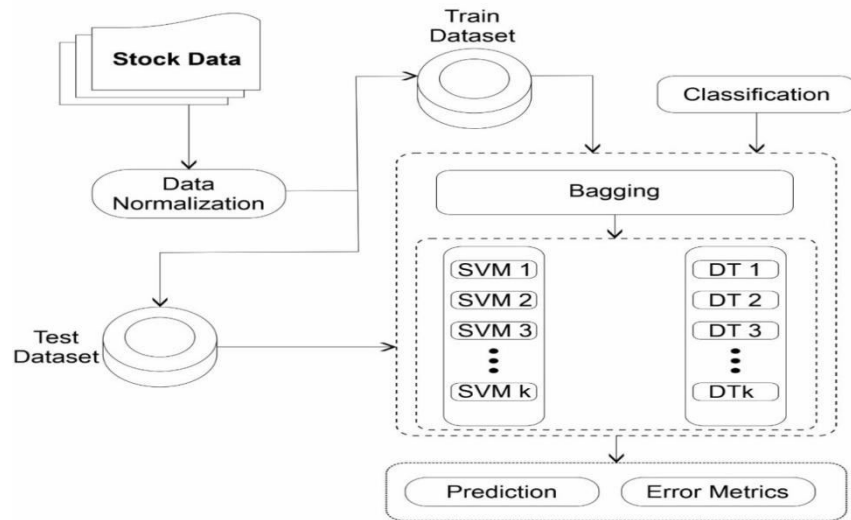 Train
Dataset
Stock Data
Classification
Data
Normalization
Bagging
SVM 1
SVM 2
SVM 3
SVM k
DT 1
DT 2
DT 3
DTk
Test
Dataset
Prediction
Error Metrics